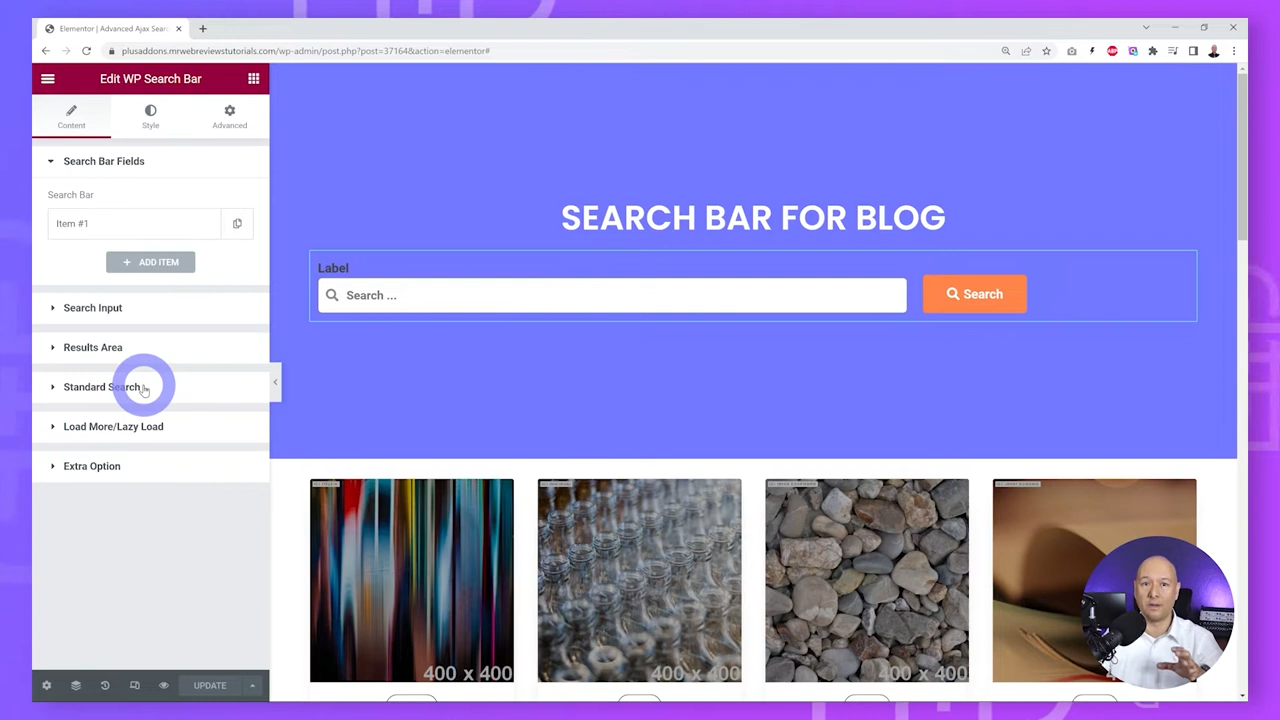 Elementor | Advanced Ajax Sear
plusaddons.mrwebreviewstutorials.com/wp-admin/post.php?post=37164&action=elementor#
Edit WP Search Bar
Content
Style
Advanced
Search Bar Fields
Search Bar
Item #1
+ ADD ITEM
Search Input
Results Area
Standard Search
Load More/Lazy Load
Extra Option
UPDATE
SEARCH BAR FOR BLOG
Label
Search ...
Search
400 x 400
400 x 400
400 x 400